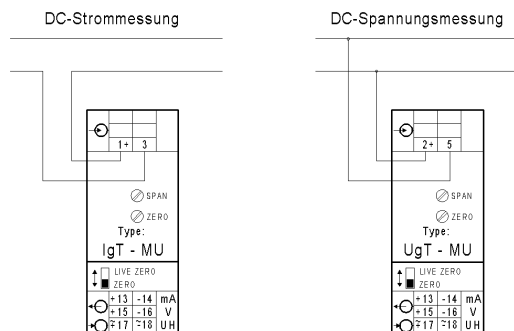 DC-Strommessung
1+ 3
SPAN
ZERO
Type:
IgT - MU
LIVE ZERO
ZERO
+13 -14 mA
+15 -16 V
≂17 ≂18 UH
DC-Spannungsmessung
2+ 5
SPAN
ZERO
Type:
UgT - MU
LIVE ZERO
ZERO
+13 -14 mA
+15 -16 V
≂17 ≂18 UH